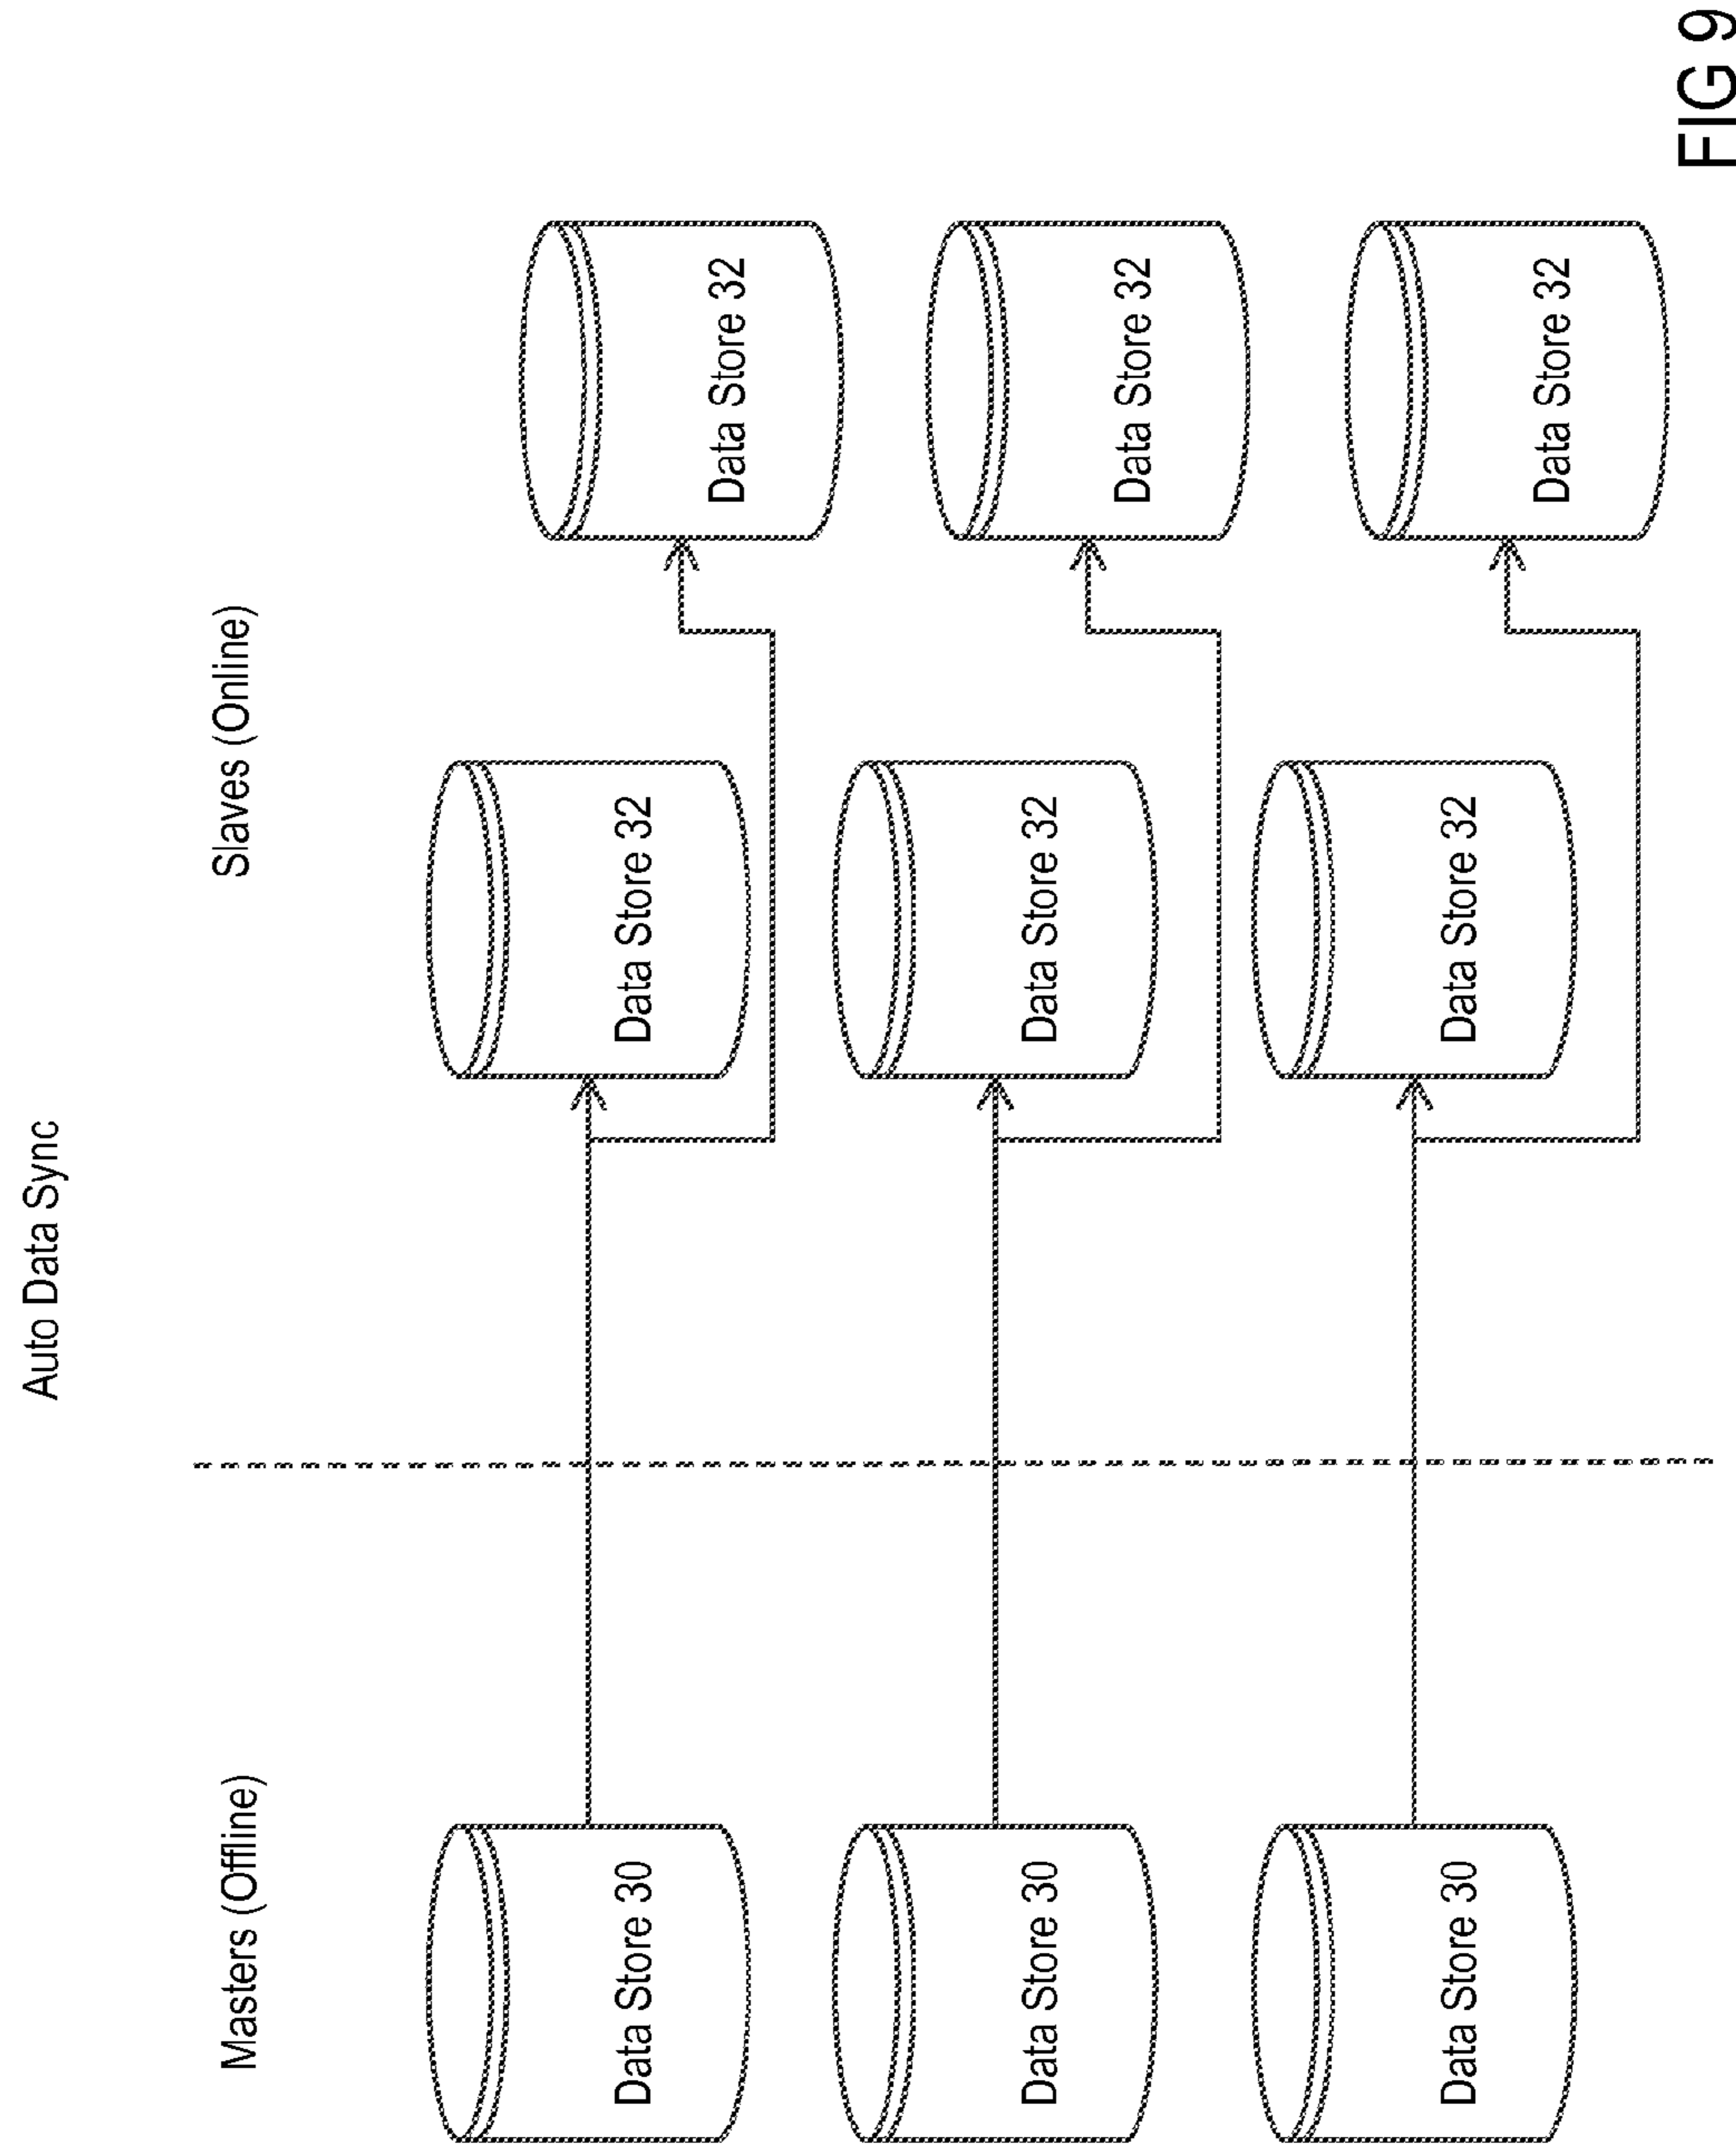 Auto Data Sync
Masters (Offline)
Slaves (Online)
Data Store 30
Data Store 32
Data Store 32
Data Store 30
Data Store 32
Data Store 32
Data Store 30
Data Store 32
Data Store 32
FIG 9